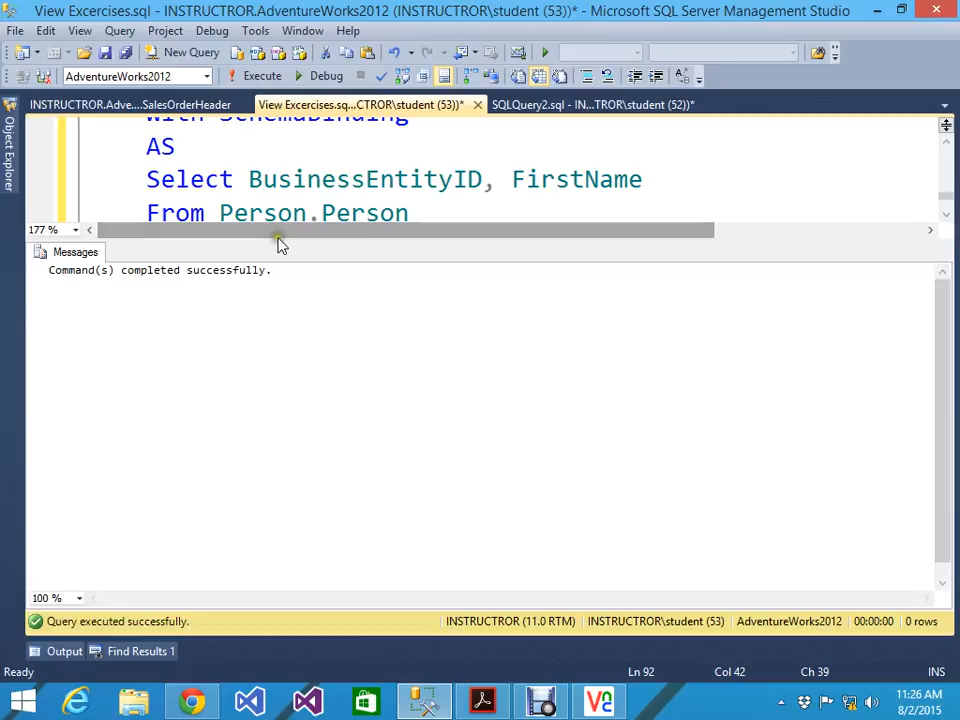 View Excercises.sql - INSTRUCTROR.AdventureWorks2012 (INSTRUCTROR\student (53))* - Microsoft SQL Server Management Studio
File Edit View Query Project Debug Tools Window Help
New Query
AdventureWorks2012 Execute Debug
INSTRUCTROR.Adve....SalesOrderHeader View Excercises.sq...CTROR\student (53))* SQLQuery2.sql - IN...TROR\student (52))*
Object Explorer
With SchemaBinding
AS
Select BusinessEntityID, FirstName
From Person.Person
177 %
Messages
Command(s) completed successfully.
100 %
Query executed successfully. INSTRUCTROR (11.0 RTM) INSTRUCTROR\student (53) AdventureWorks2012 00:00:00 0 rows
Output Find Results 1
Ready Ln 92 Col 42 Ch 39 INS
11:26 AM
8/2/2015